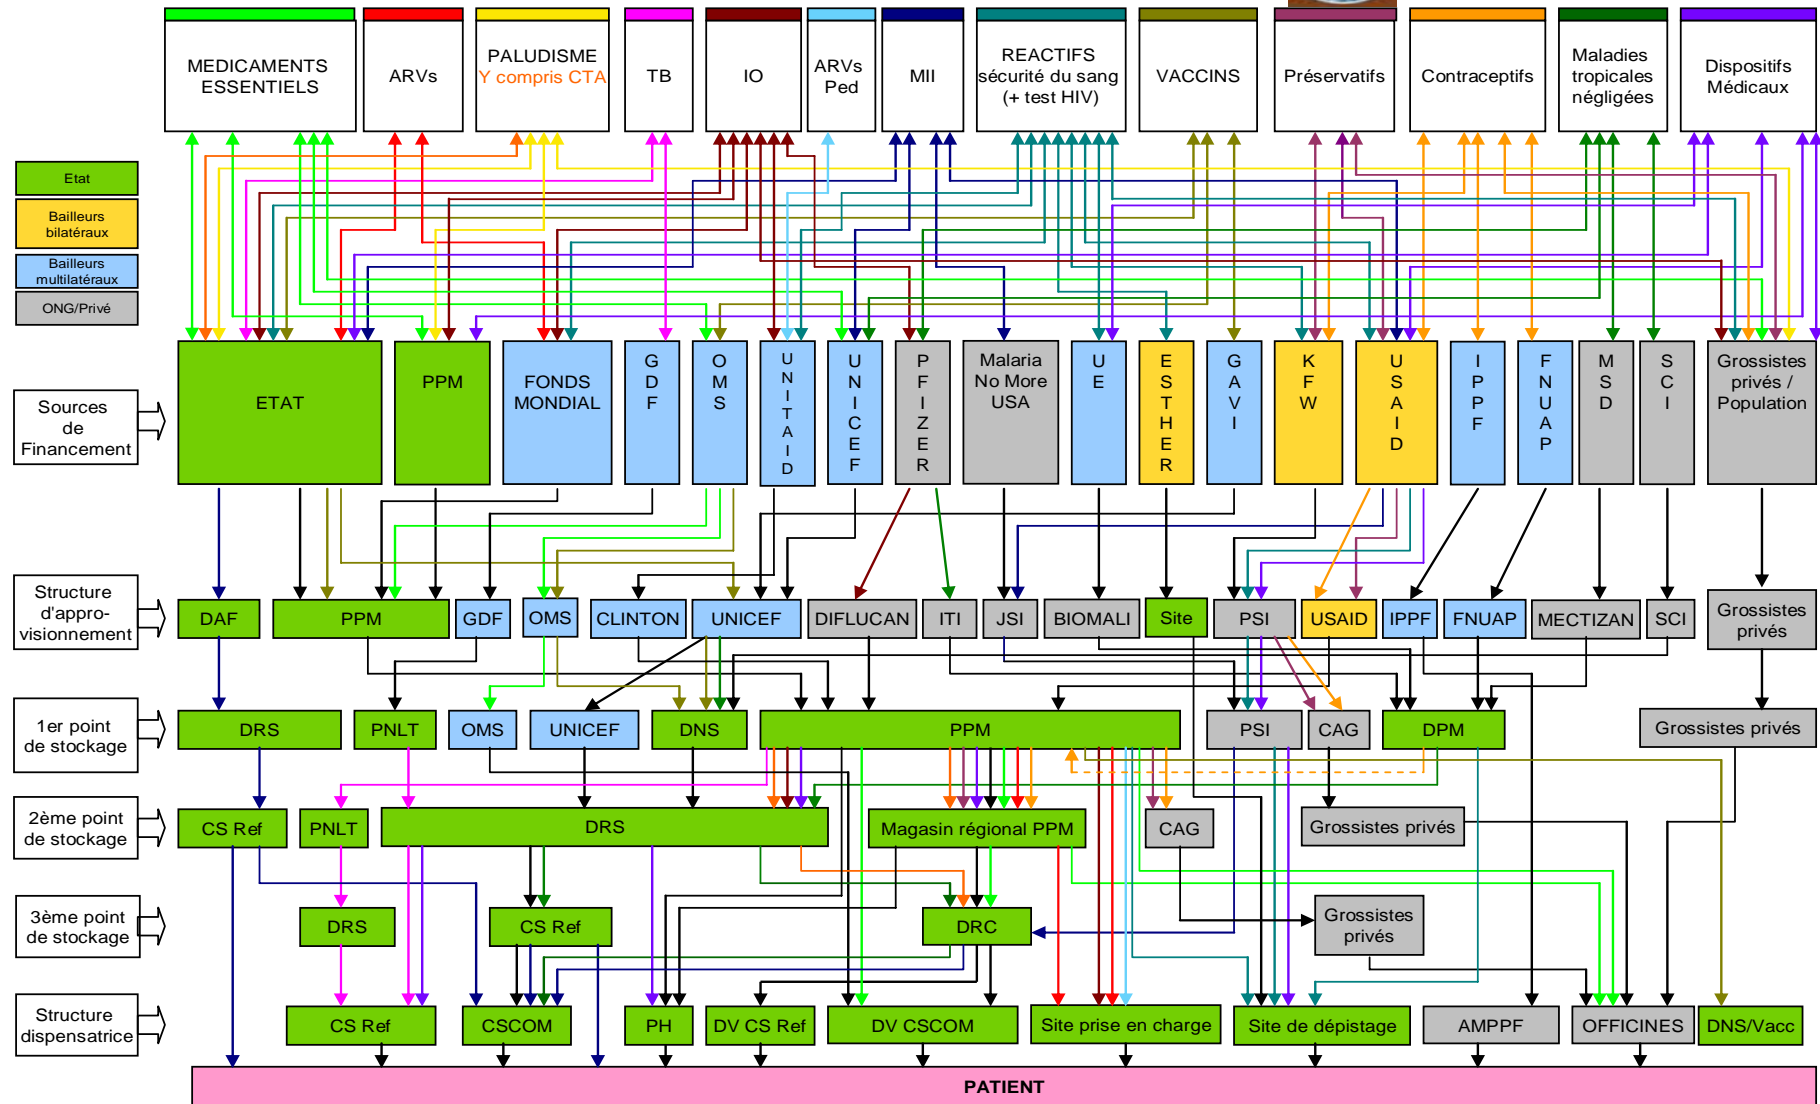 MEDICAMENTS
ESSENTIELS
ARVs
PALUDISME
Y compris CTA
TB
IO
ARVs
Ped
MII
REACTIFS
sécurité du sang
(+ test HIV)
VACCINS
Préservatifs
Contraceptifs
Maladies
tropicales
négligées
Dispositifs
Médicaux
Etat
Bailleurs
bilatéraux
Bailleurs
multilatéraux
ONG/Privé
Sources
de
Financement
ETAT
PPM
FONDS
MONDIAL
GDF
OMS
UNITAID
UNICEF
PFIZER
Malaria
No More
USA
UE
ESTHER
GAVI
KFW
USAID
IPPF
FNUAP
MSD
SCI
Grossistes
privés /
Population
Structure
d'appro-
visionnement
DAF
PPM
GDF
OMS
CLINTON
UNICEF
DIFLUCAN
ITI
JSI
BIOMALI
Site
PSI
USAID
IPPF
FNUAP
MECTIZAN
SCI
Grossistes
privés
1er point
de stockage
DRS
PNLT
OMS
UNICEF
DNS
PPM
PSI
CAG
DPM
Grossistes privés
2ème point
de stockage
CS Ref
PNLT
DRS
Magasin régional PPM
CAG
Grossistes privés
3ème point
de stockage
DRS
CS Ref
DRC
Grossistes
privés
Structure
dispensatrice
CS Ref
CSCOM
PH
DV CS Ref
DV CSCOM
Site prise en charge
Site de dépistage
AMPPF
OFFICINES
DNS/Vacc
PATIENT